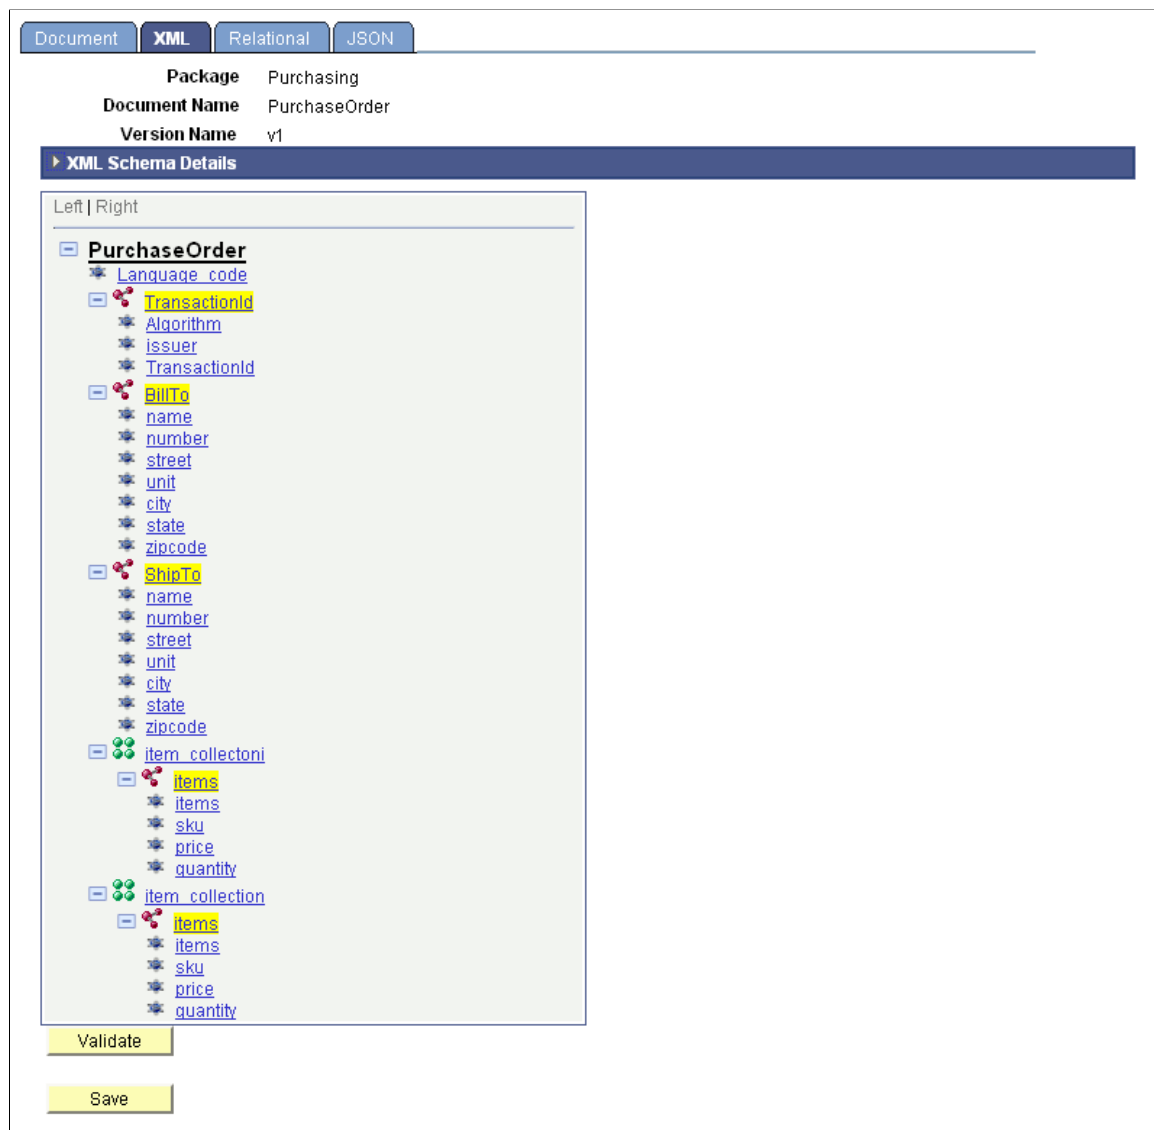 Document XML Relational JSON
Package Purchasing
Document Name PurchaseOrder
Version Name v1
XML Schema Details
Left | Right
PurchaseOrder
Language_code
TransactionId
Algorithm
issuer
TransactionId
BillTo
name
number
street
unit
city
state
zipcode
ShipTo
name
number
street
unit
city
state
zipcode
item_collectoni
items
items
sku
price
quantity
item_collection
items
items
sku
price
quantity
Validate
Save